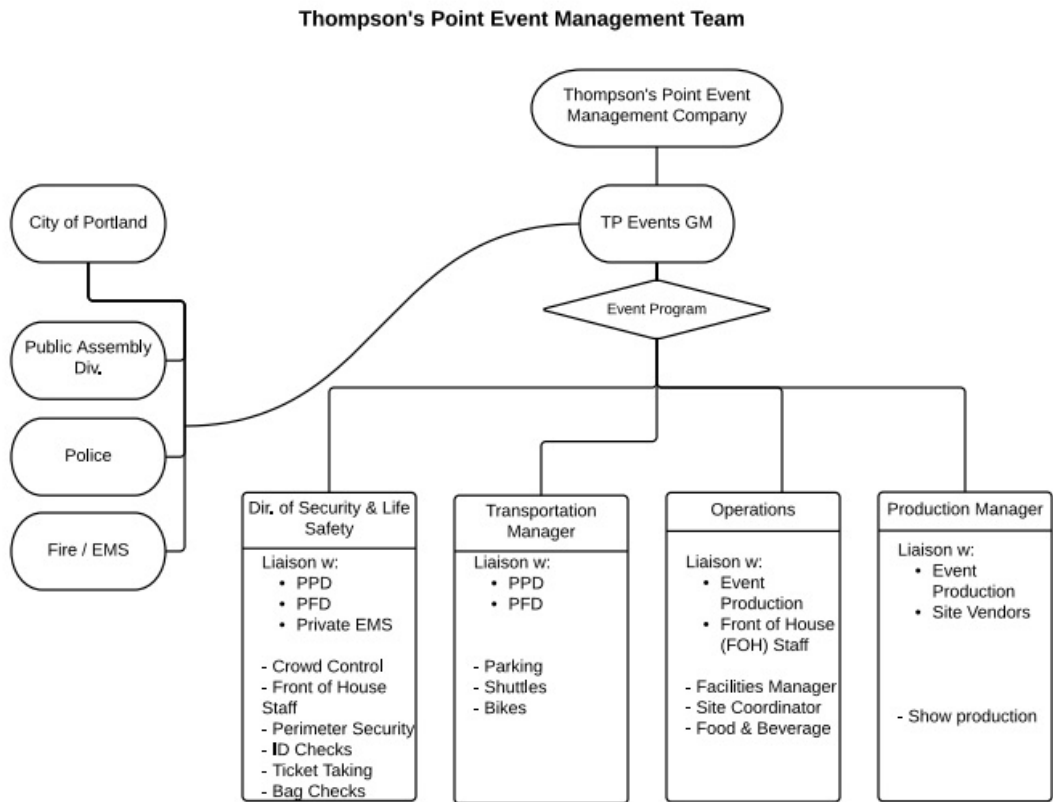 Thompson's Point Event Management Team
Thompson's Point Event
Management Company
TP Events GM
Event Program
City of Portland
Public Assembly
Div.
Police
Fire / EMS
Dir. of Security & Life
Safety
Liaison w:
• PPD
• PFD
• Private EMS
- Crowd Control
- Front of House
Staff
- Perimeter Security
- ID Checks
- Ticket Taking
- Bag Checks
Transportation
Manager
Liaison w:
• PPD
• PFD
- Parking
- Shuttles
- Bikes
Operations
Liaison w:
• Event
Production
• Front of House
(FOH) Staff
- Facilities Manager
- Site Coordinator
- Food & Beverage
Production Manager
Liaison w:
• Event
Production
• Site Vendors
- Show production